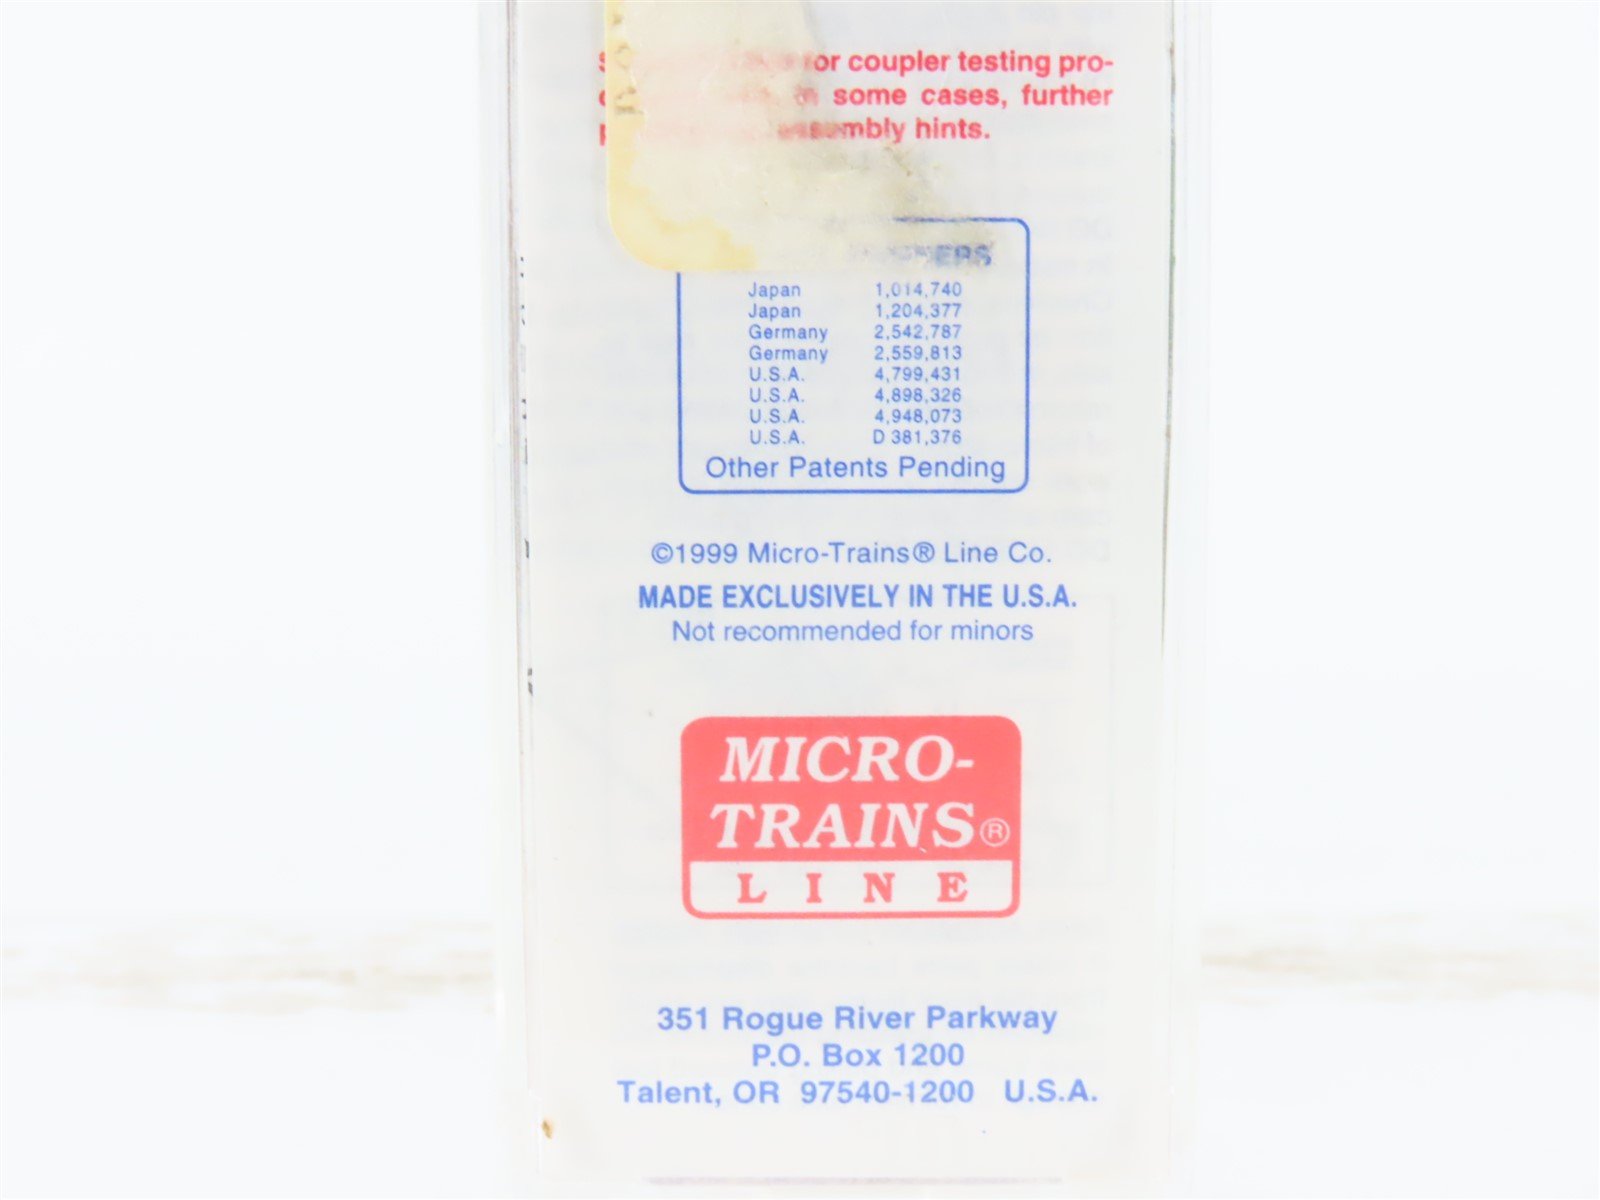 for coupler testing pro-
some cases, further
assembly hints.
Japan 1,014,740
Japan 1,204,377
Germany 2,542,787
Germany 2,559,813
U.S.A. 4,799,431
U.S.A. 4,898,326
U.S.A. 4,948,073
U.S.A. D 381,376
Other Patents Pending
©1999 Micro-Trains® Line Co.
MADE EXCLUSIVELY IN THE U.S.A.
Not recommended for minors
MICRO-
TRAINS®
LINE
351 Rogue River Parkway
P.O. Box 1200
Talent, OR 97540-1200 U.S.A.